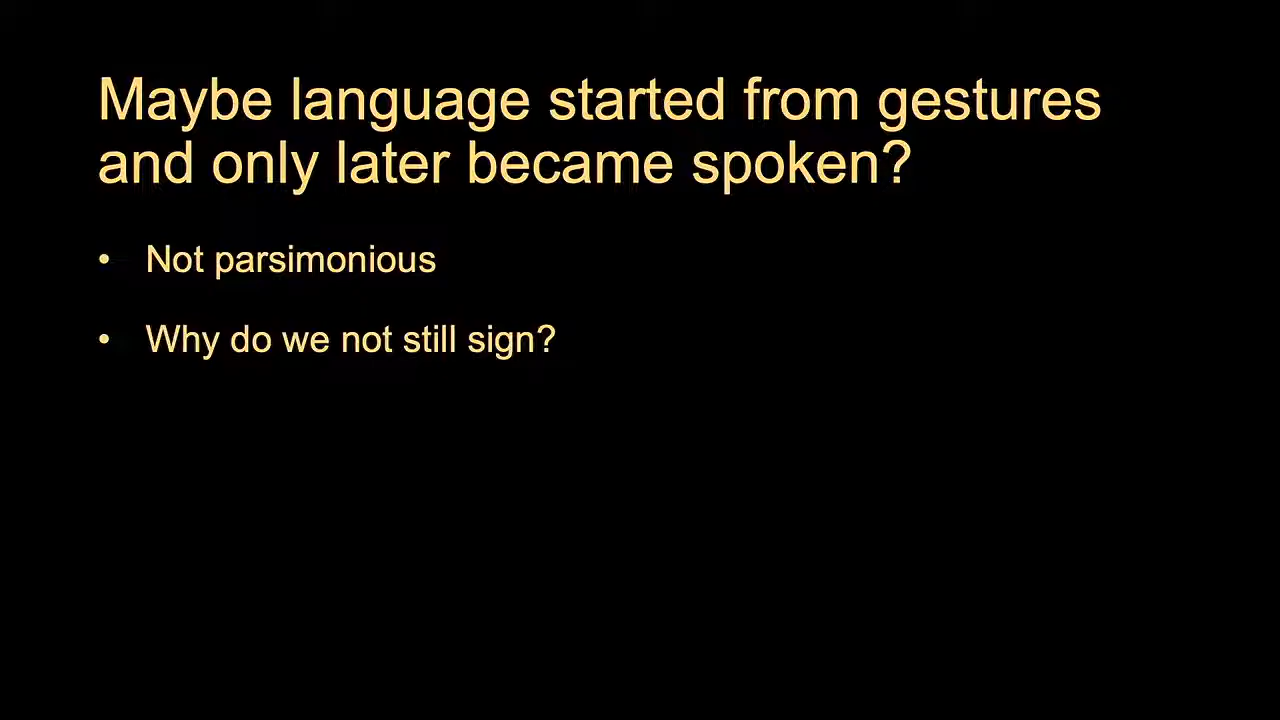 Maybe language started from gestures
and only later became spoken?
• Not parsimonious
• Why do we not still sign?